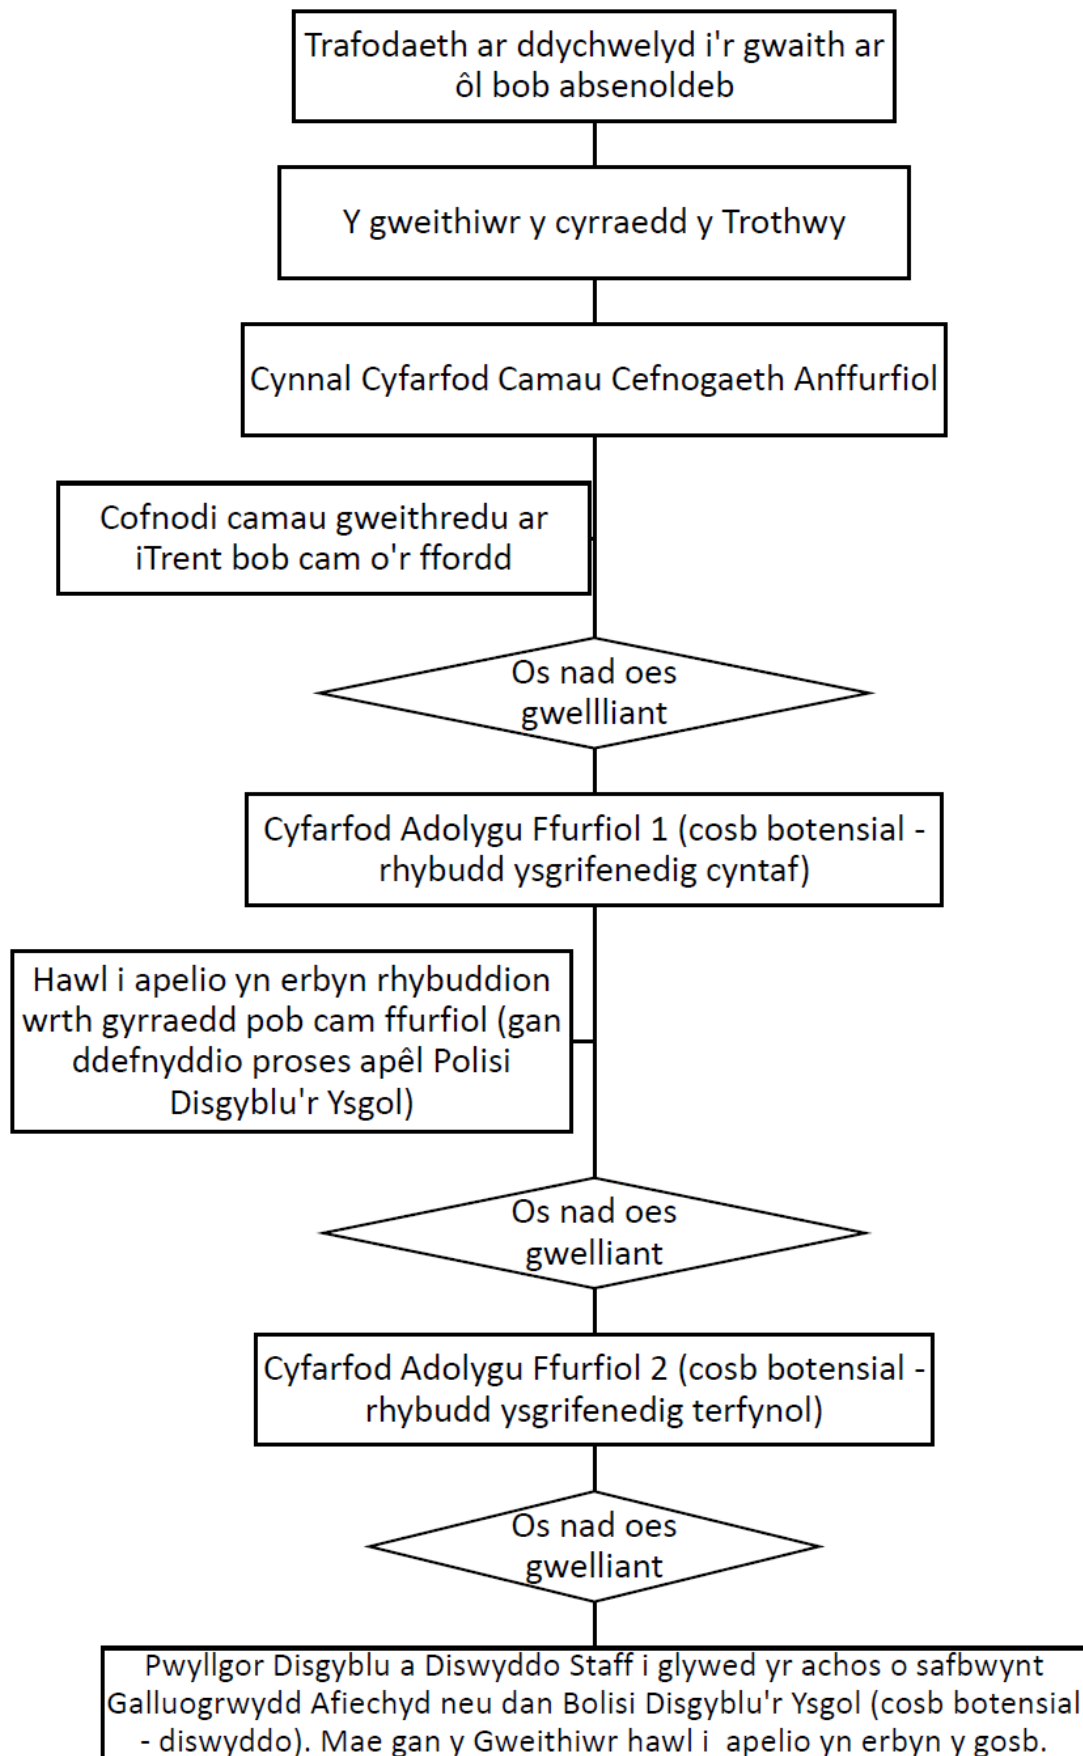 Trafodaeth ar ddychwelyd i'r gwaith ar
ôl bob absenoldeb
Y gweithiwr y cyrraedd y Trothwy
Cynnal Cyfarfod Camau Cefnogaeth Anffurfiol
Cofnodi camau gweithredu ar
iTrent bob cam o'r ffordd
Os nad oes
gwellliant
Cyfarfod Adolygu Ffurfiol 1 (cosb botensial -
rhybudd ysgrifenedig cyntaf)
Hawl i apelio yn erbyn rhybuddion
wrth gyrraedd pob cam ffurfiol (gan
ddefnyddio proses apêl Polisi
Disgyblu'r Ysgol)
Os nad oes
gwelliant
Cyfarfod Adolygu Ffurfiol 2 (cosb botensial -
rhybudd ysgrifenedig terfynol)
Os nad oes
gwelliant
Pwyllgor Disgyblu a Diswyddo Staff i glywed yr achos o safbwynt
Galluogrwydd Afiechyd neu dan Bolisi Disgyblu'r Ysgol (cosb botensial
- diswyddo). Mae gan y Gweithiwr hawl i apelio yn erbyn y gosb.